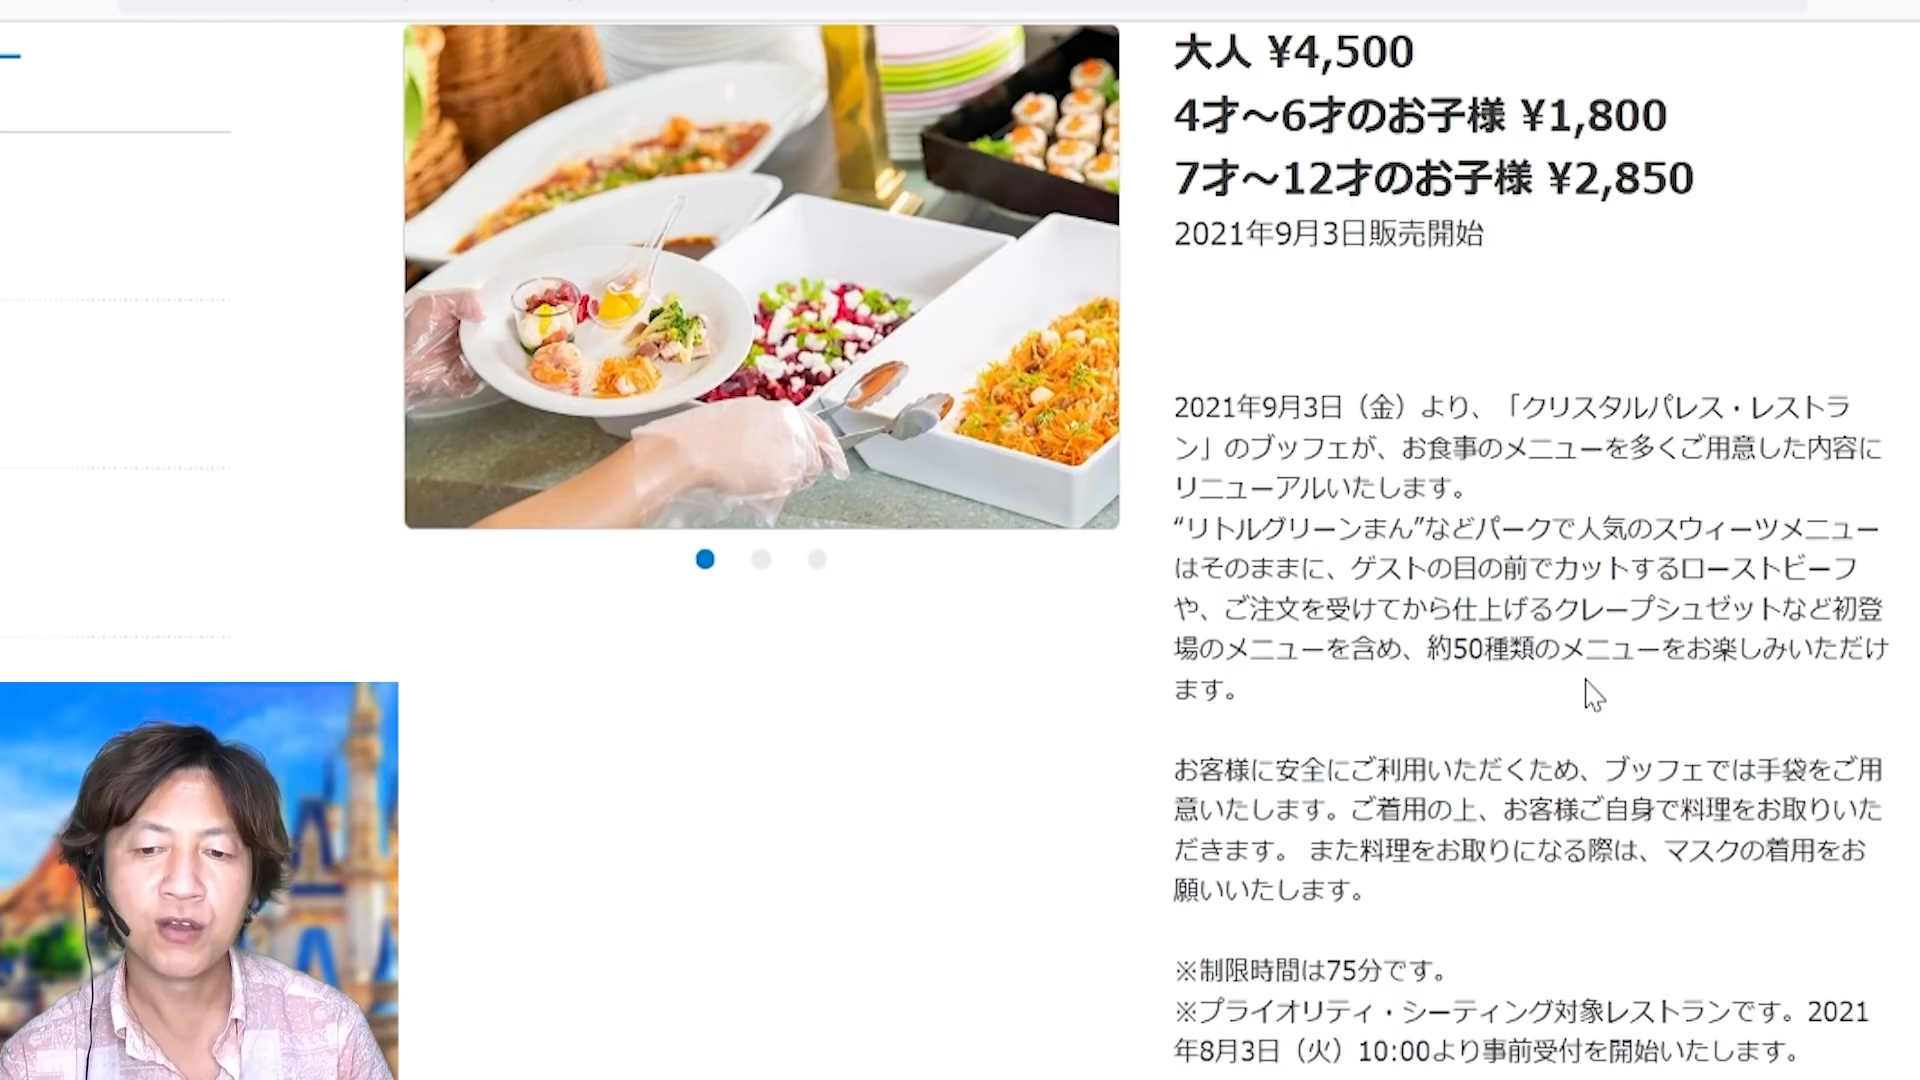 大人 ¥4,500
4才～6才のお子様 ¥1,800
7才～12才のお子様 ¥2,850
2021年9月3日販売開始
2021年9月3日（金）より、「クリスタルパレス・レストラ
ン」のブッフェが、お食事のメニューを多くご用意した内容に
リニューアルいたします。
“リトルグリーンまん”などパークで人気のスウィーツメニュー
はそのままに、ゲストの目の前でカットするローストビーフ
や、ご注文を受けてから仕上げるクレープシュゼットなど初登
場のメニューを含め、約50種類のメニューをお楽しみいただけ
ます。
お客様に安全にご利用いただくため、ブッフェでは手袋をご用
意いたします。ご着用の上、お客様ご自身で料理をお取りいた
だきます。 また料理をお取りになる際は、マスクの着用をお
願いいたします。
※制限時間は75分です。
※プライオリティ・シーティング対象レストランです。2021
年8月3日（火）10:00より事前受付を開始いたします。